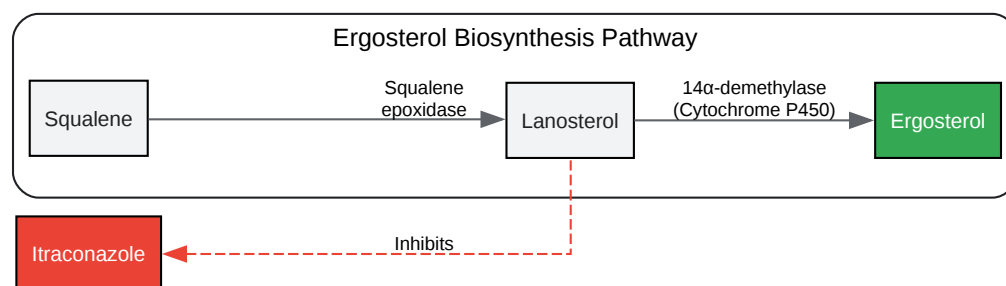 Ergosterol Biosynthesis Pathway
Squalene
Squalene
epoxidase
Lanosterol
14α-demethylase
(Cytochrome P450)
Ergosterol
Itraconazole
Inhibits